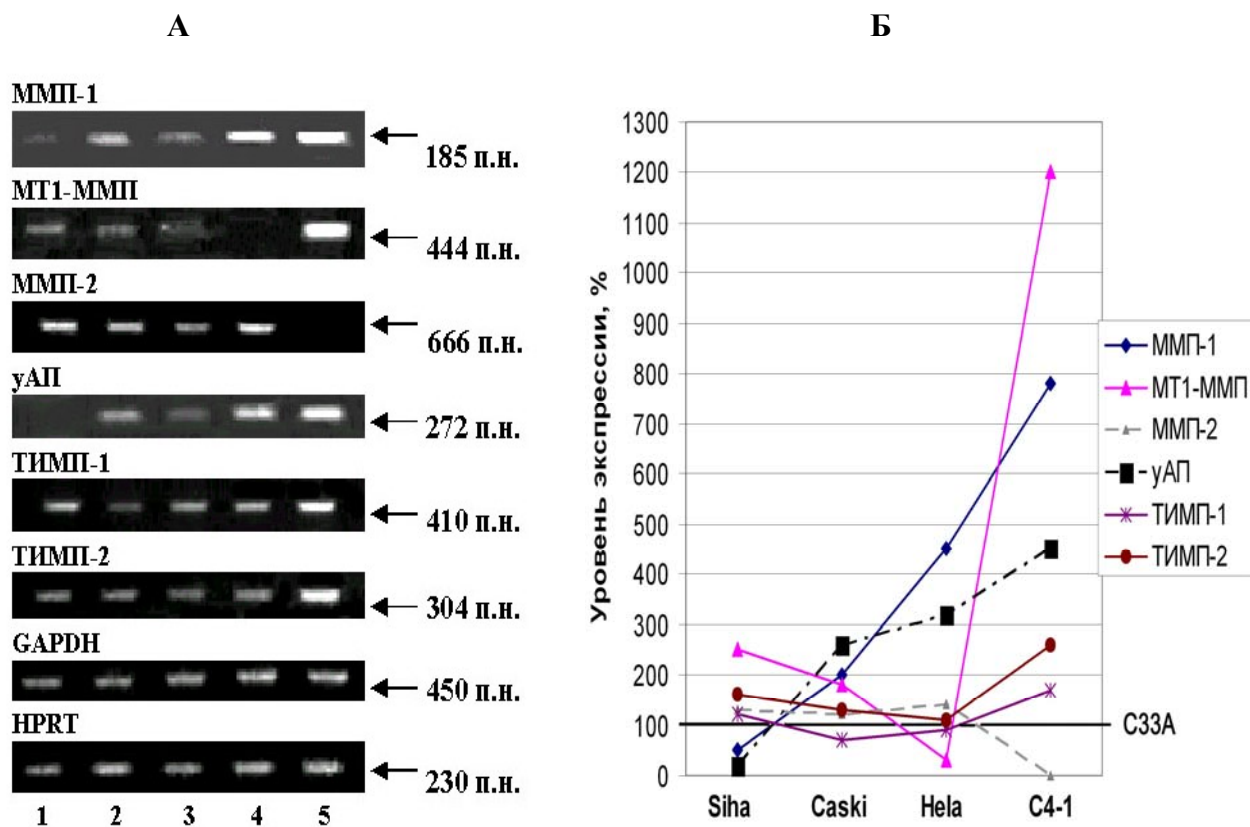 А
Б
ММП-1
185 п.н.
МТ1-ММП
444 п.н.
ММП-2
666 п.н.
уАП
272 п.н.
ТИМП-1
410 п.н.
ТИМП-2
304 п.н.
GAPDH
450 п.н.
HPRT
230 п.н.
1 2 3 4 5
Уровень экспрессии, %
1300
1200
1100
1000
900
800
700
600
500
400
300
200
100
0
Siha Caski Hela C4-1
ММП-1
МТ1-ММП
ММП-2
уАП
ТИМП-1
ТИМП-2
C33A